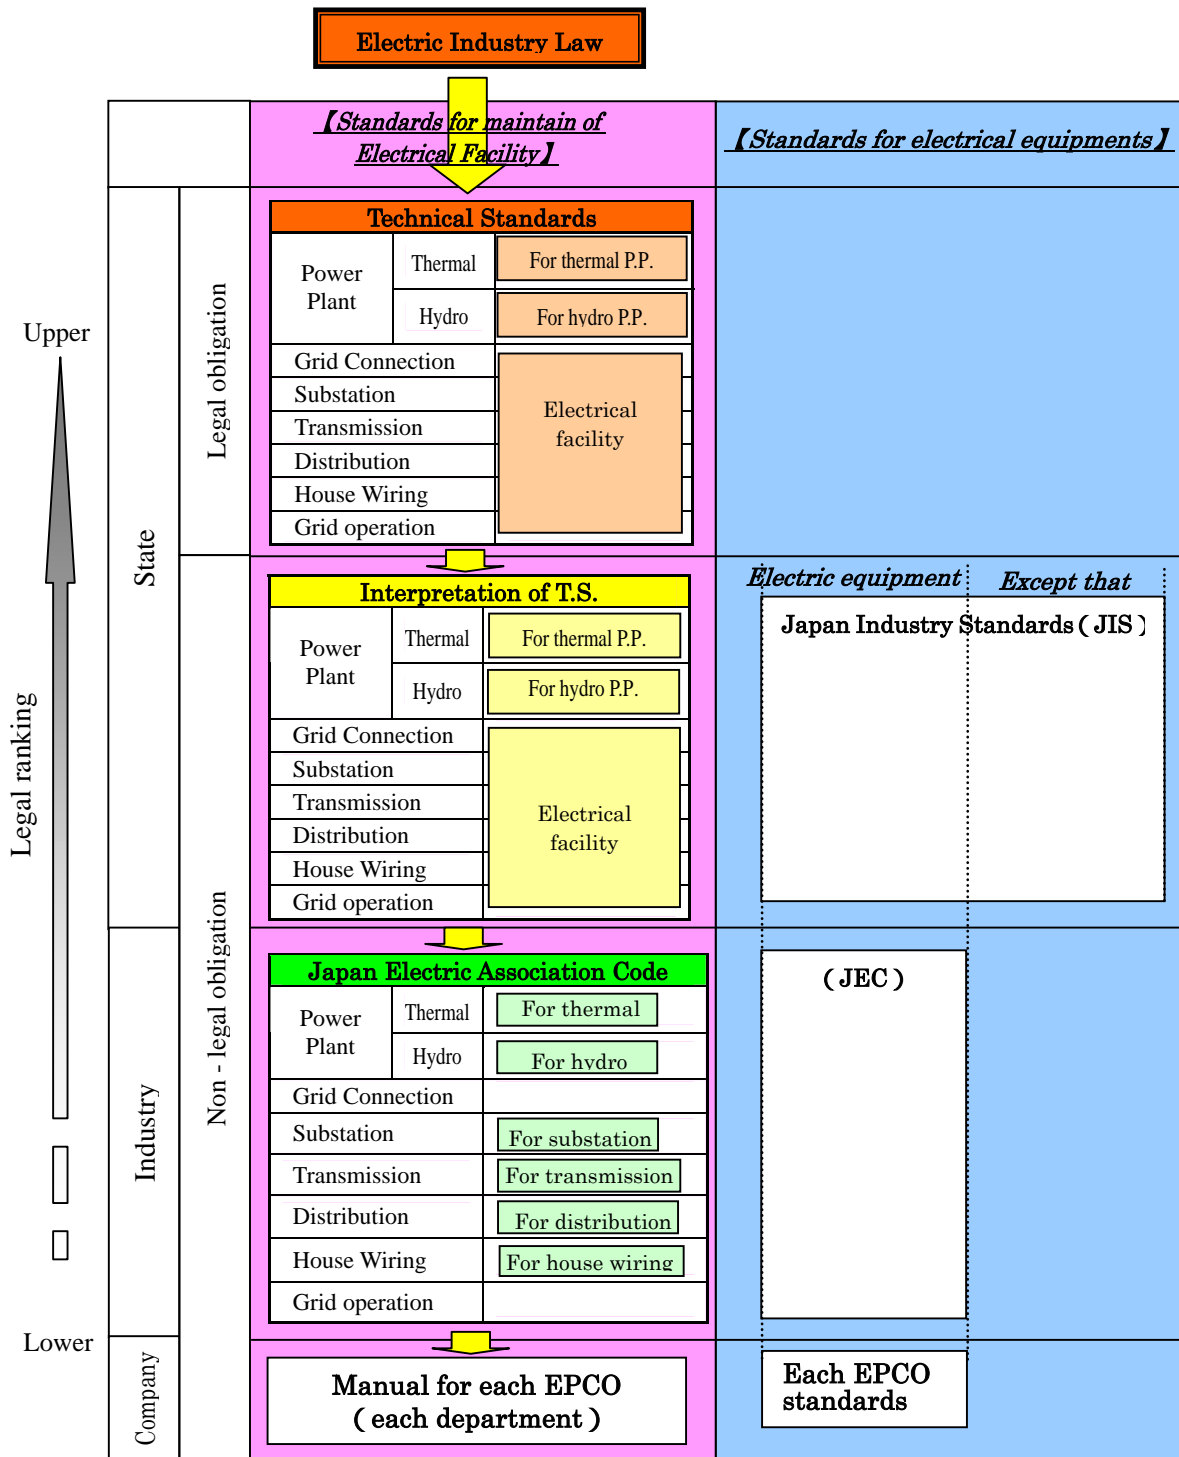 Electric Industry Law
【Standards for maintain of
Electrical Facility】
【Standards for electrical equipments】
Technical Standards
Power
Plant
Thermal
For thermal P.P.
Hydro
For hydro P.P.
Grid Connection
Substation
Transmission
Distribution
House Wiring
Grid operation
Electrical
facility
Upper
Legal ranking
Lower
State
Industry
Company
Legal obligation
Non - legal obligation
Interpretation of T.S.
Power
Plant
Thermal
For thermal P.P.
Hydro
For hydro P.P.
Grid Connection
Substation
Transmission
Distribution
House Wiring
Grid operation
Electrical
facility
Electric equipment
Except that
Japan Industry Standards ( JIS )
Japan Electric Association Code
Power
Plant
Thermal
For thermal
Hydro
For hydro
Grid Connection
Substation
For substation
Transmission
For transmission
Distribution
For distribution
House Wiring
For house wiring
Grid operation
( JEC )
Manual for each EPCO
( each department )
Each EPCO
standards